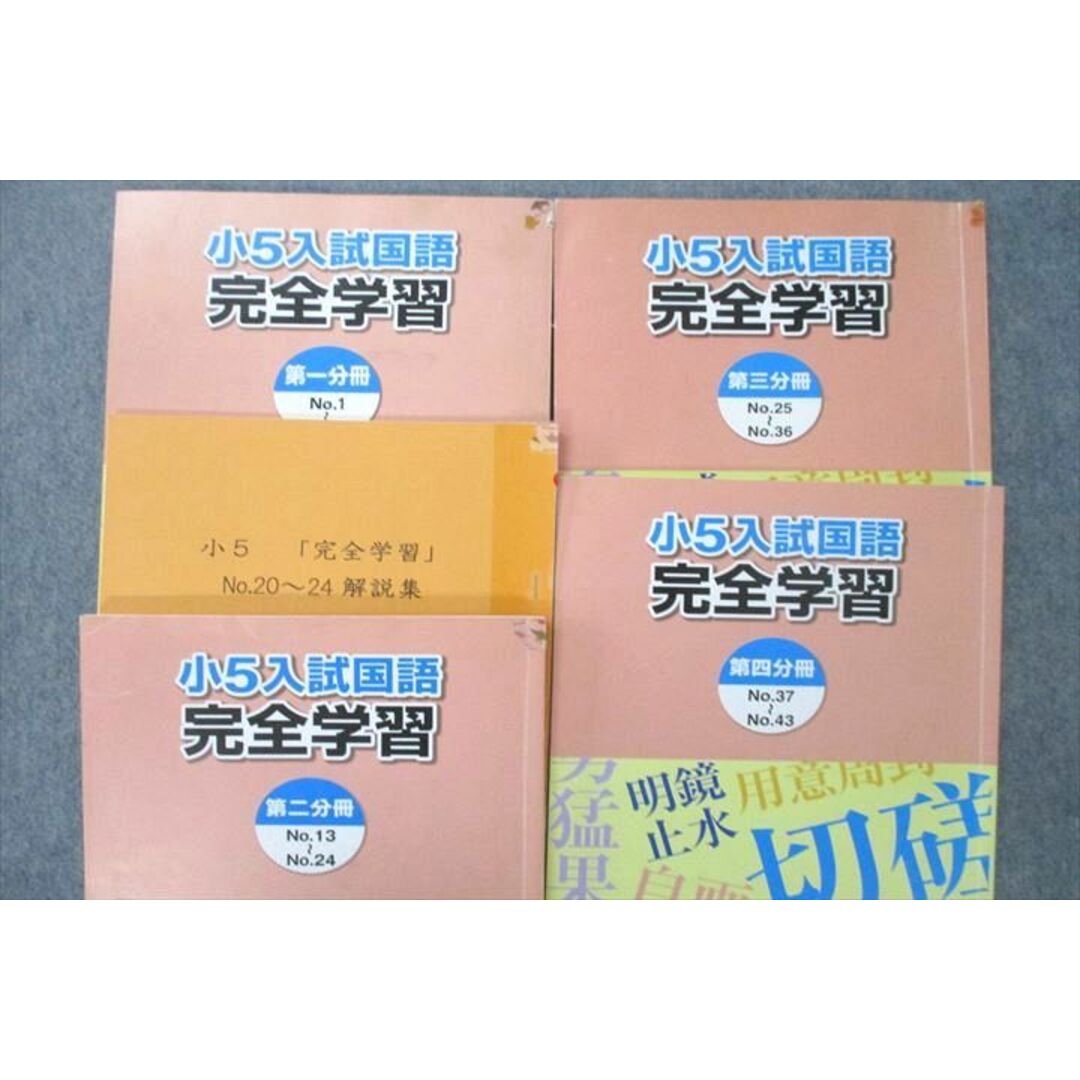 小5入試国語
完全学習
第一分冊
No.1
～
小5入試国語
完全学習
第三分冊
No.25
～
No.36
小5 「完全学習」
No.20～24 解説集
小5入試国語
完全学習
第二分冊
No.13
～
No.24
小5入試国語
完全学習
第四分冊
No.37
～
No.43
猛果
明鏡
止水
用意周到
自画
切磋